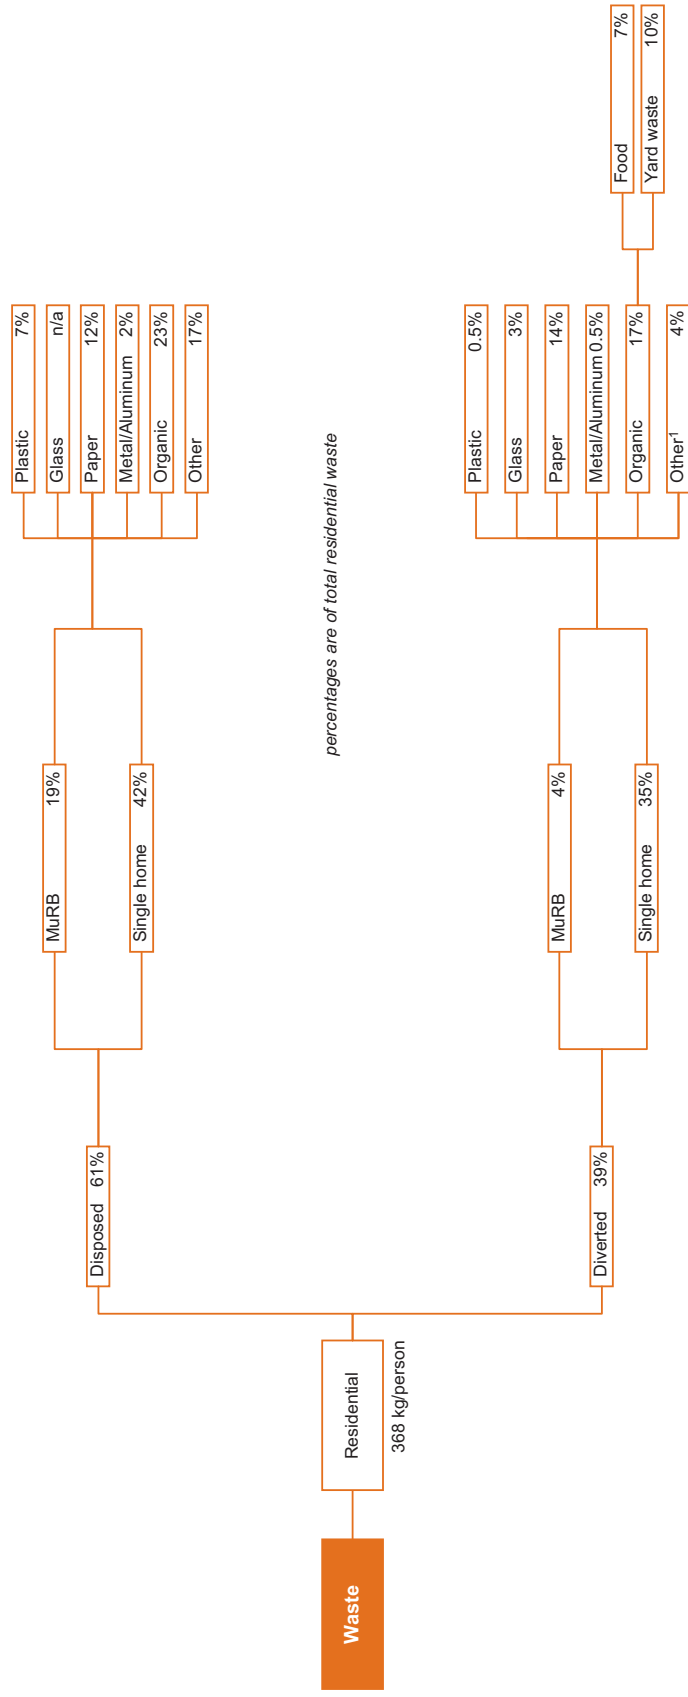 Waste
Residential
368 kg/person
Disposed 61%
MuRB 19%
Single home 42%
Plastic 7%
Glass n/a
Paper 12%
Metal/Aluminum 2%
Organic 23%
Other 17%
percentages are of total residential waste
Diverted 39%
MuRB 4%
Single home 35%
Plastic 0.5%
Glass 3%
Paper 14%
Metal/Aluminum 0.5%
Organic 17%
Other¹ 4%
Food 7%
Yard waste 10%